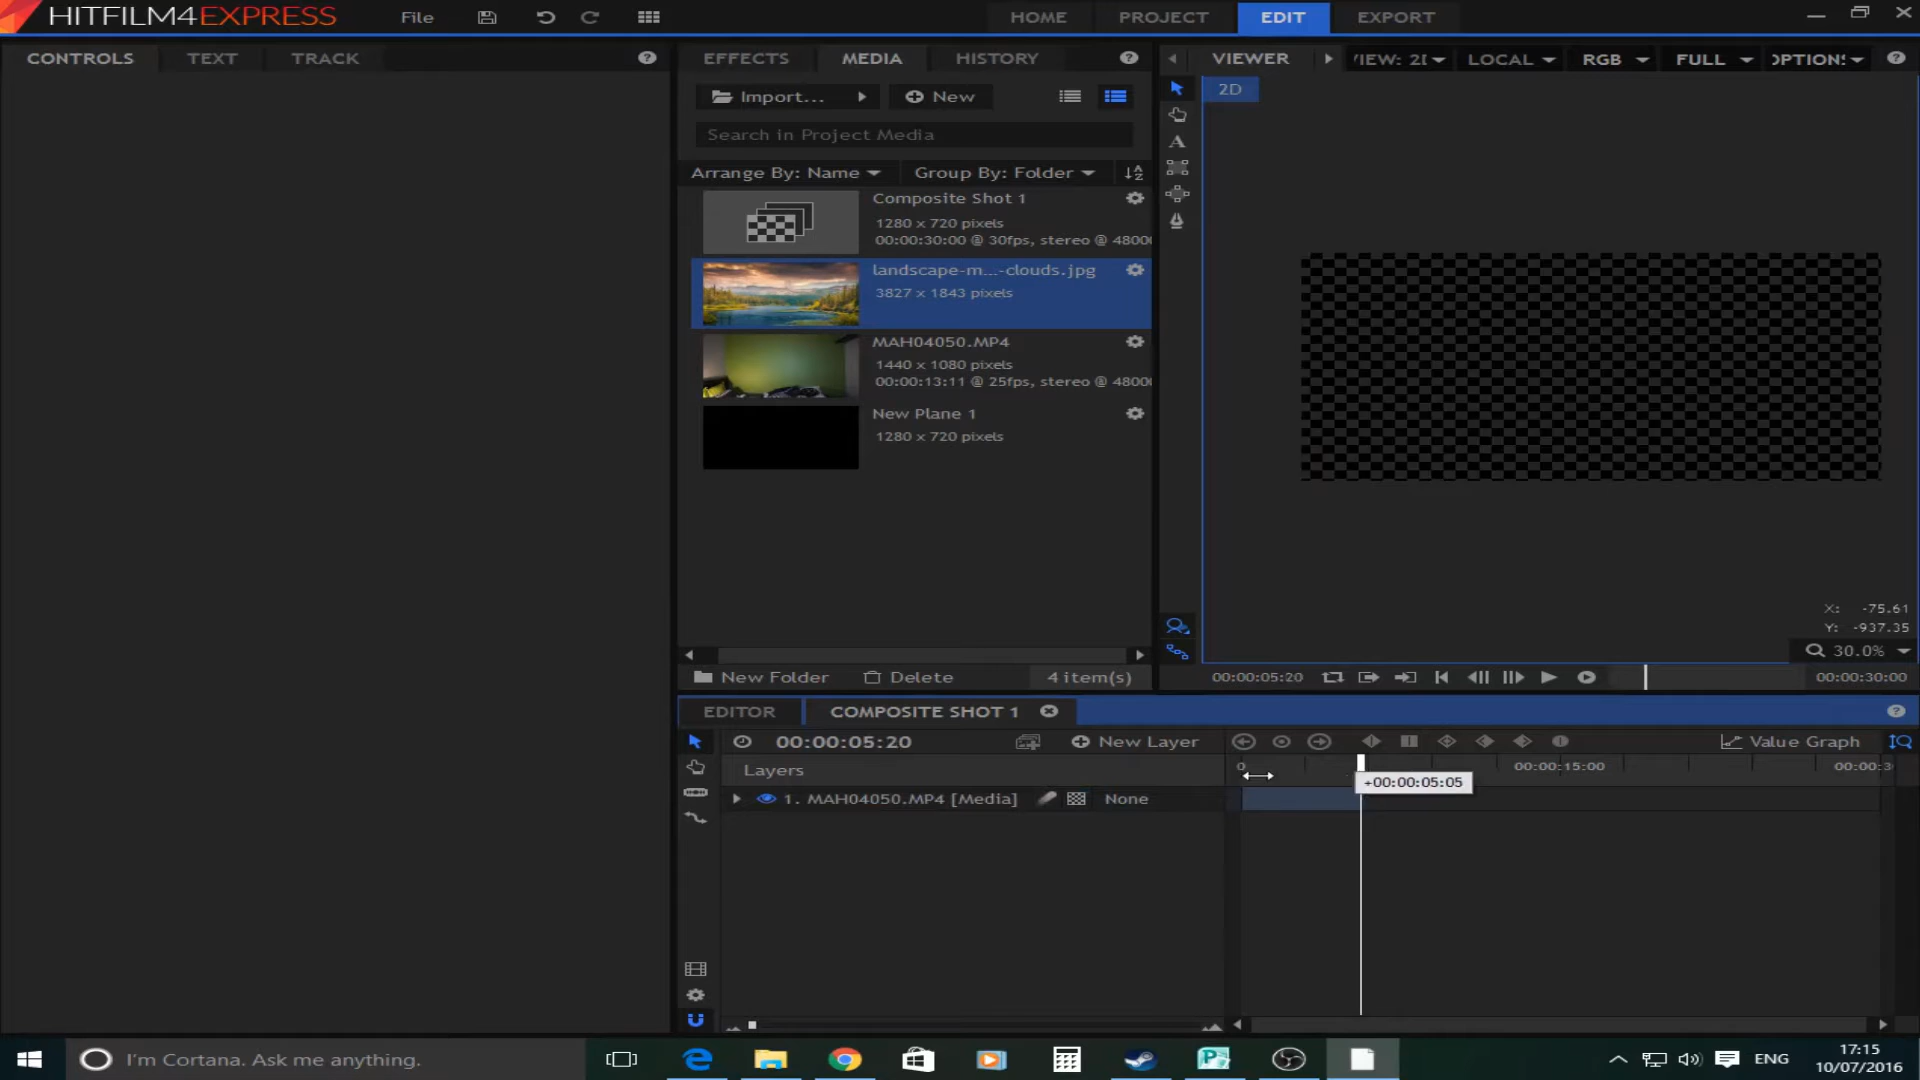 HITFILM4EXPRESS
File
HOME
PROJECT
EDIT
EXPORT
CONTROLS
TEXT
TRACK
EFFECTS
MEDIA
HISTORY
VIEWER
LOCAL
RGB
FULL
Import...
New
2D
Search in Project Media
Arrange By: Name
Group By: Folder
Composite Shot 1
1280 x 720 pixels
00:00:30:00 @ 30fps, stereo @ 4800
landscape-m...-clouds.jpg
3827 x 1843 pixels
MAH04050.MP4
1440 x 1080 pixels
00:00:13:11 @ 25fps, stereo @ 4800
New Plane 1
1280 x 720 pixels
X: -75.61
Y: -937.35
30.0%
New Folder
Delete
4 item(s)
00:00:05:20
00:00:30:00
EDITOR
COMPOSITE SHOT 1
00:00:05:20
New Layer
Value Graph
Layers
0
00:00:15:00
00:00:3
+00:00:05:05
1. MAH04050.MP4 [Media]
None
I'm Cortana. Ask me anything.
ENG
17:15
10/07/2016